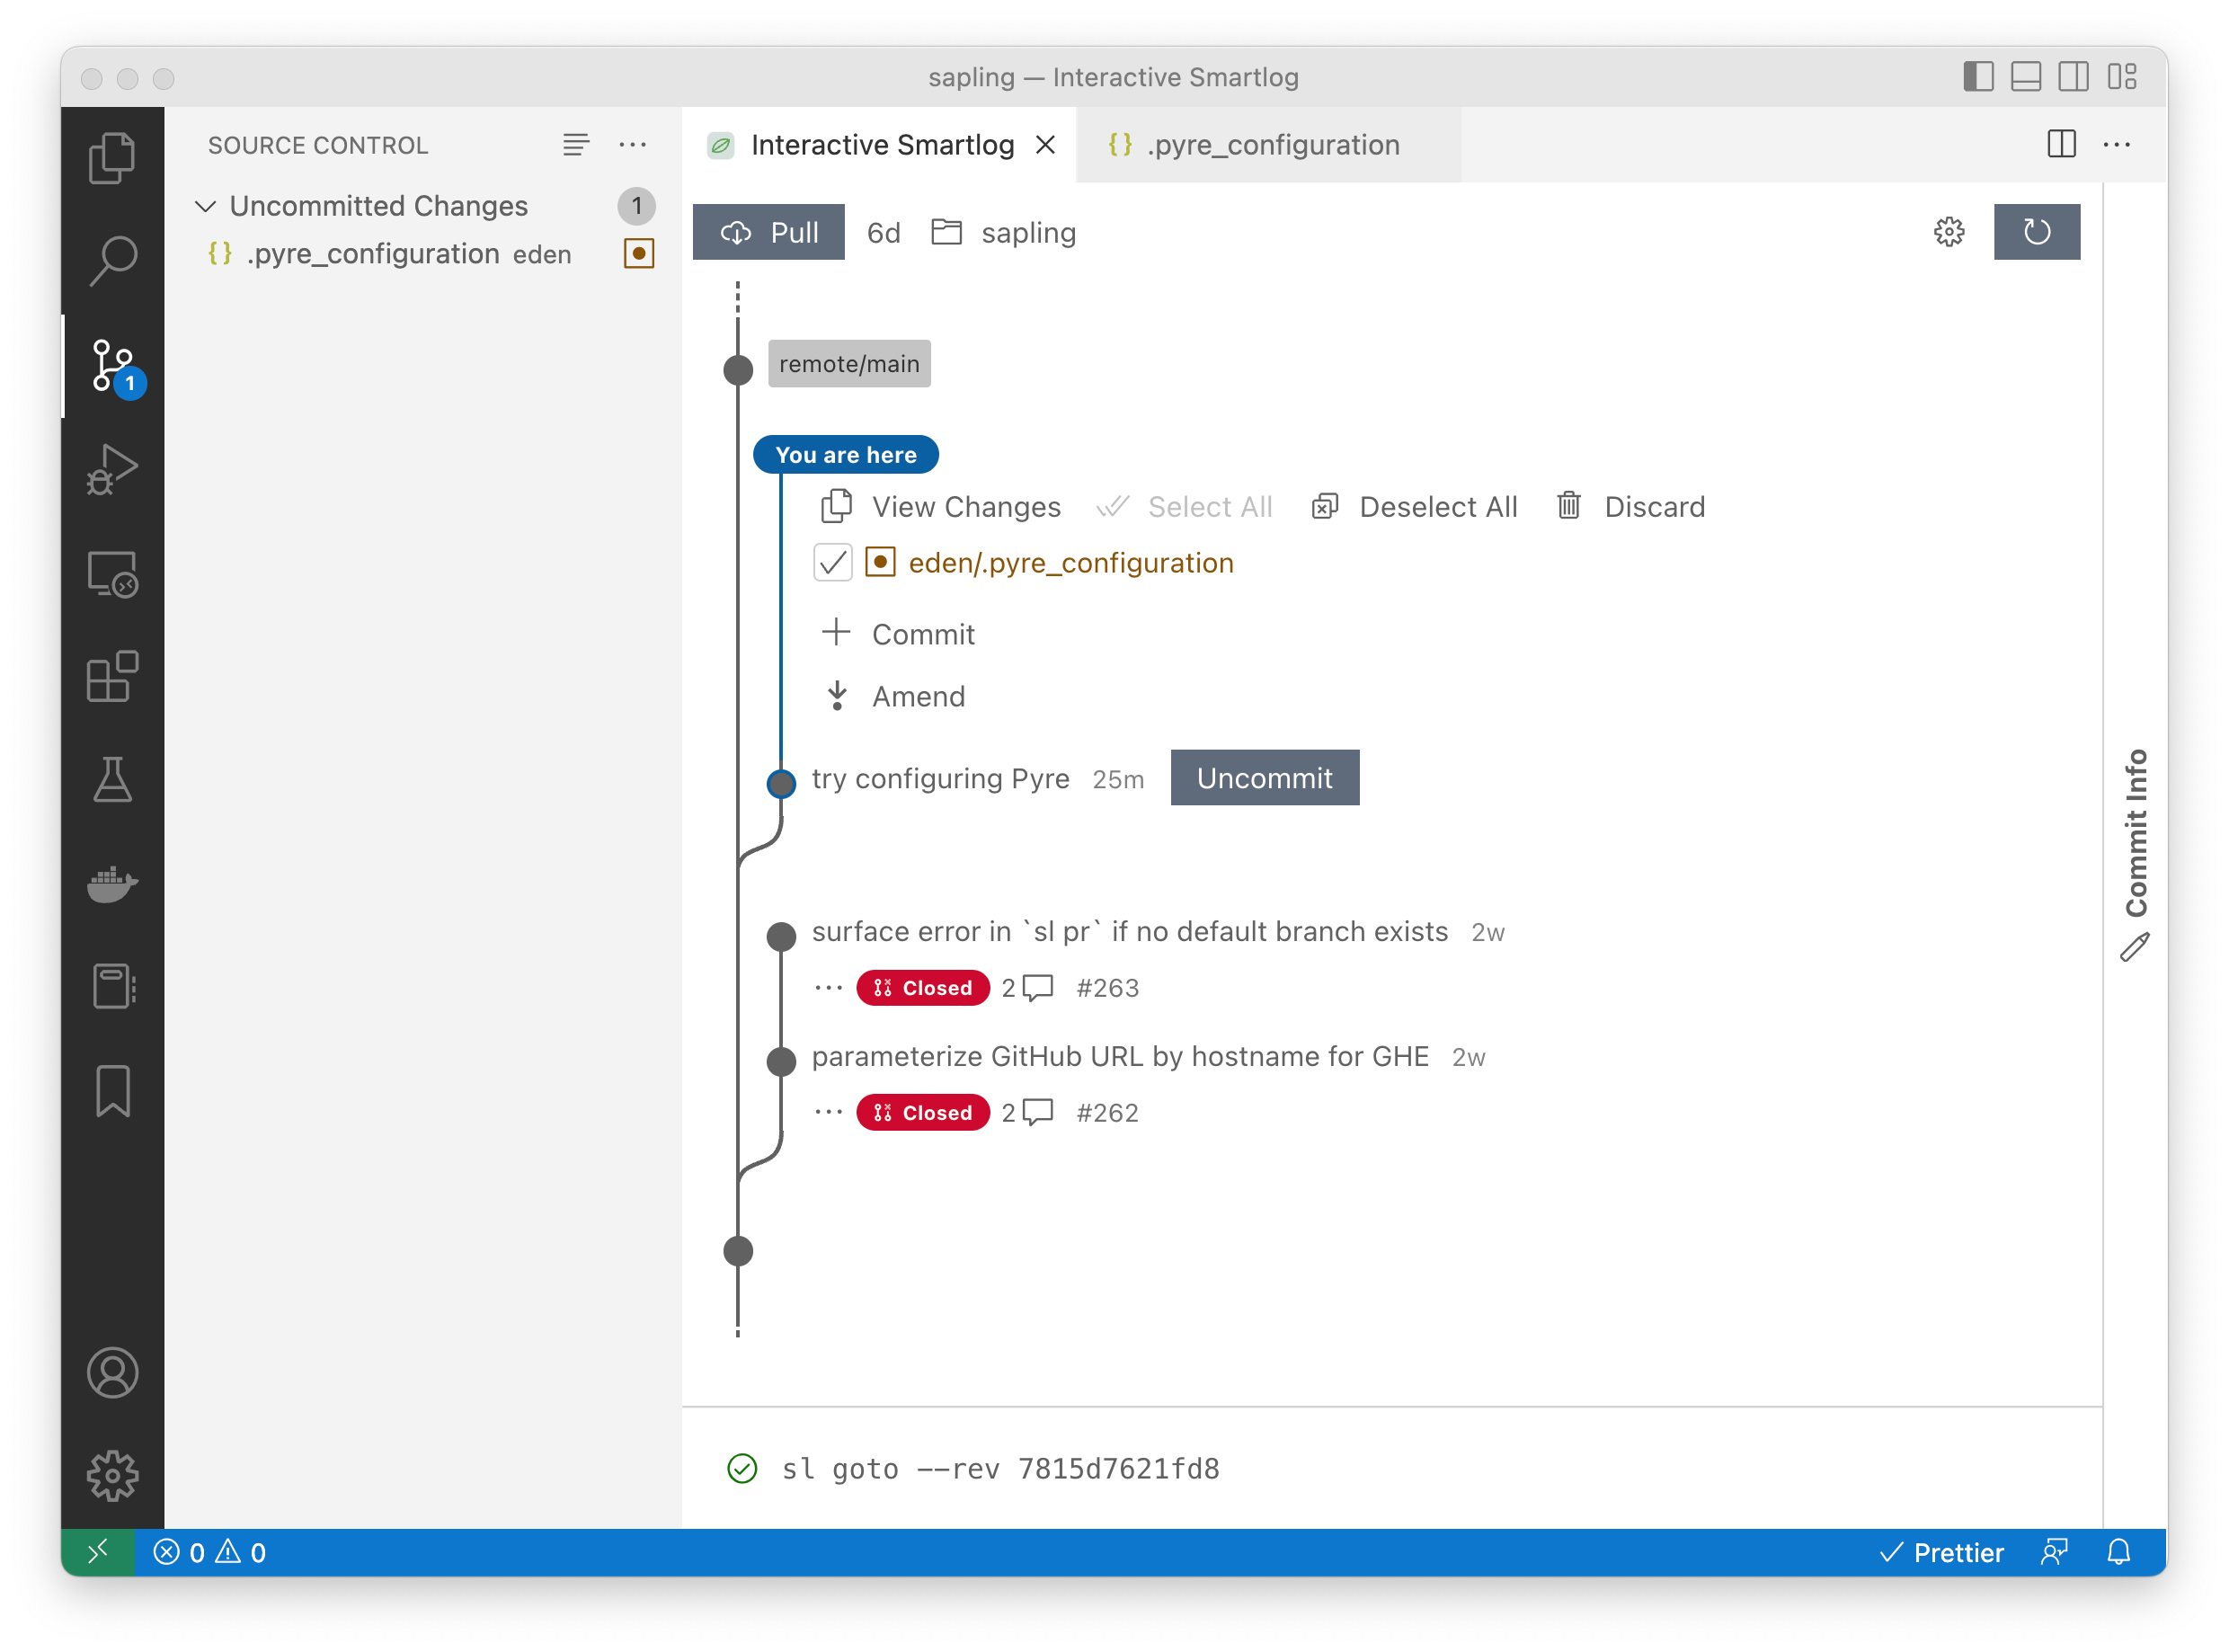 sapling — Interactive Smartlog
SOURCE CONTROL
Uncommitted Changes 1
{} .pyre_configuration eden
1
Interactive Smartlog
{} .pyre_configuration
Pull 6d sapling
remote/main
You are here
View Changes Select All Deselect All Discard
eden/.pyre_configuration
Commit
Amend
try configuring Pyre 25m Uncommit
surface error in `sl pr` if no default branch exists 2w
··· Closed 2 #263
parameterize GitHub URL by hostname for GHE 2w
··· Closed 2 #262
Commit Info
sl goto --rev 7815d7621fd8
0 0
Prettier